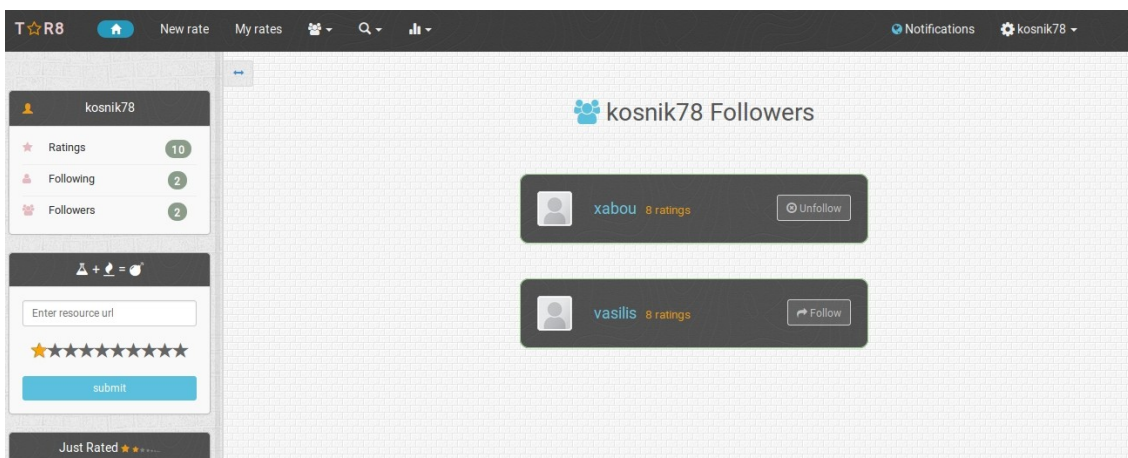 T☆R8 New rate My rates Notifications kosnik78
kosnik78
Ratings 10
Following 2
Followers 2
+ =
Enter resource url
submit
Just Rated
kosnik78 Followers
xabou 8 ratings Unfollow
vasilis 8 ratings Follow